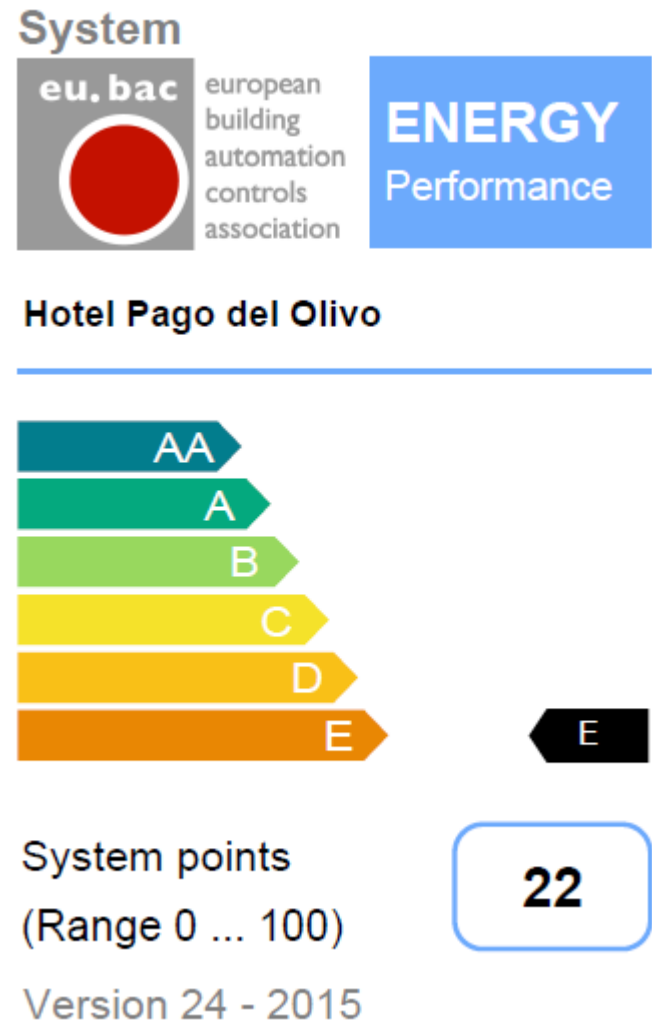 System
eu.bac
european
building
automation
controls
association
ENERGY
Performance
Hotel Pago del Olivo
AA
A
B
C
D
E
E
System points
(Range 0 ... 100)
22
Version 24 - 2015